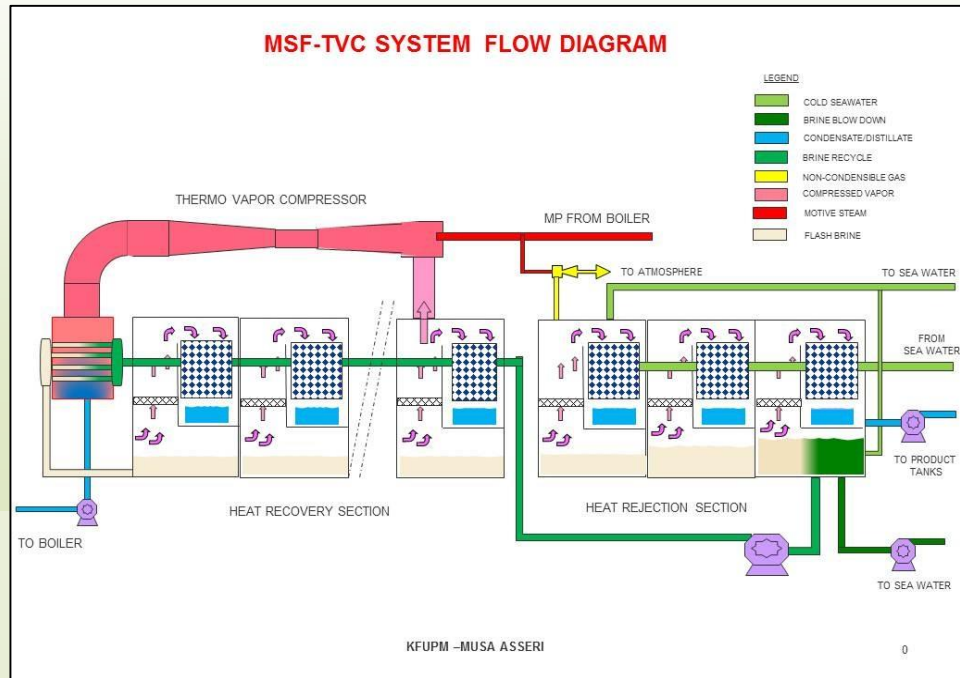 MSF-TVC SYSTEM FLOW DIAGRAM
LEGEND
COLD SEAWATER
BRINE BLOW DOWN
CONDENSATE/DISTILLATE
BRINE RECYCLE
NON-CONDENSIBLE GAS
COMPRESSED VAPOR
MOTIVE STEAM
FLASH BRINE
THERMO VAPOR COMPRESSOR
MP FROM BOILER
TO ATMOSPHERE
TO SEA WATER
FROM
SEA WATER
TO PRODUCT
TANKS
HEAT RECOVERY SECTION
HEAT REJECTION SECTION
TO BOILER
TO SEA WATER
KFUPM –MUSA ASSERI
0